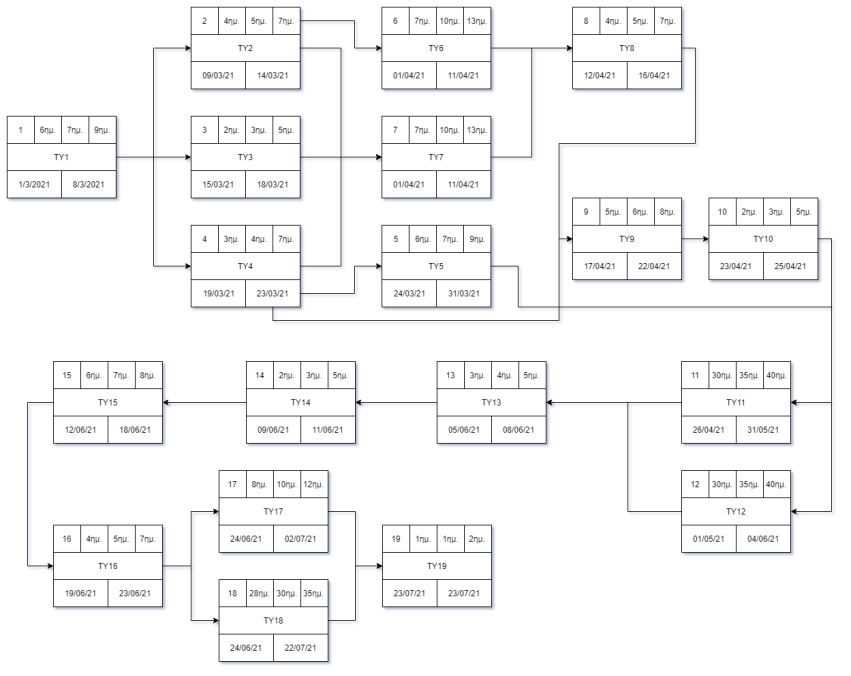 2 4ημ. 5ημ. 7ημ.
ΤΥ2
09/03/21 14/03/21
6 7ημ. 10ημ. 13ημ.
ΤΥ6
01/04/21 11/04/21
8 4ημ. 5ημ. 7ημ.
ΤΥ8
12/04/21 16/04/21
1 6ημ. 7ημ. 9ημ.
ΤΥ1
1/3/2021 8/3/2021
3 2ημ. 3ημ. 5ημ.
ΤΥ3
15/03/21 18/03/21
7 7ημ. 10ημ. 13ημ.
ΤΥ7
01/04/21 11/04/21
4 3ημ. 4ημ. 7ημ.
ΤΥ4
19/03/21 23/03/21
5 6ημ. 7ημ. 9ημ.
ΤΥ5
24/03/21 31/03/21
9 5ημ. 6ημ. 8ημ.
ΤΥ9
17/04/21 22/04/21
10 2ημ. 3ημ. 5ημ.
ΤΥ10
23/04/21 25/04/21
15 6ημ. 7ημ. 8ημ.
ΤΥ15
12/06/21 18/06/21
14 2ημ. 3ημ. 5ημ.
ΤΥ14
09/06/21 11/06/21
13 3ημ. 4ημ. 5ημ.
ΤΥ13
05/06/21 08/06/21
11 30ημ. 35ημ. 40ημ.
ΤΥ11
26/04/21 31/05/21
12 30ημ. 35ημ. 40ημ.
ΤΥ12
01/05/21 04/06/21
17 8ημ. 10ημ. 12ημ.
ΤΥ17
24/06/21 02/07/21
16 4ημ. 5ημ. 7ημ.
ΤΥ16
19/06/21 23/06/21
19 1ημ. 1ημ. 2ημ.
ΤΥ19
23/07/21 23/07/21
18 28ημ. 30ημ. 35ημ.
ΤΥ18
24/06/21 22/07/21